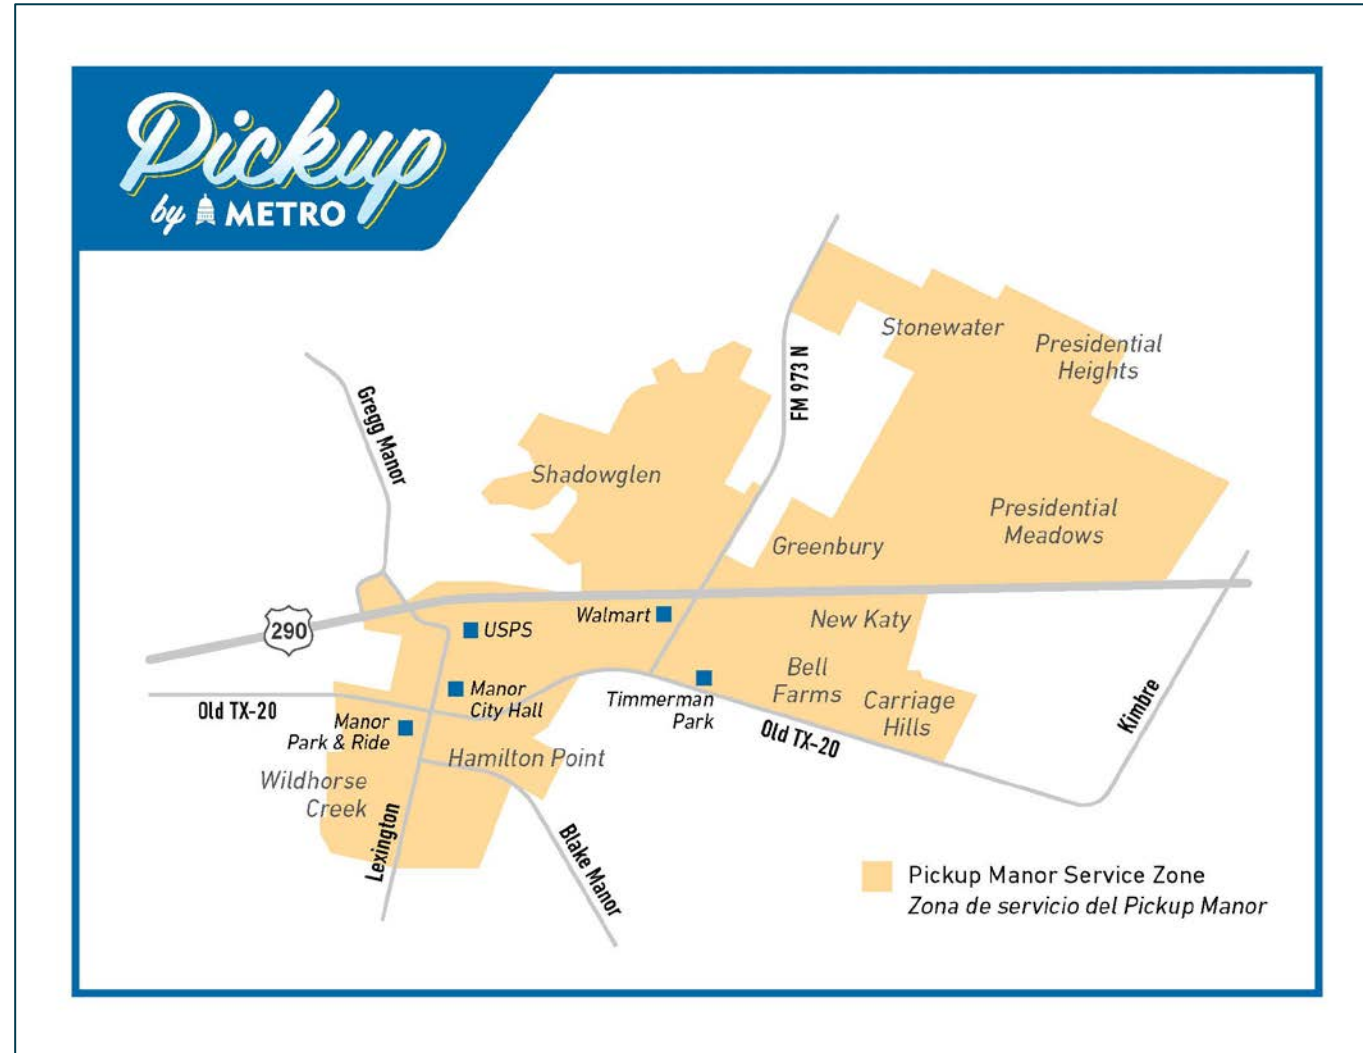 Pickup
by METRO
Stonewater
Presidential
Heights
FM 973 N
Gregg Manor
Shadowglen
Presidential
Meadows
Greenbury
290
USPS
Walmart
New Katy
Bell
Farms
Carriage
Hills
Manor
City Hall
Timmerman
Park
Old TX-20
Old TX-20
Kimbre
Manor
Park & Ride
Hamilton Point
Wildhorse
Creek
Lexington
Blake Manor
Pickup Manor Service Zone
Zona de servicio del Pickup Manor